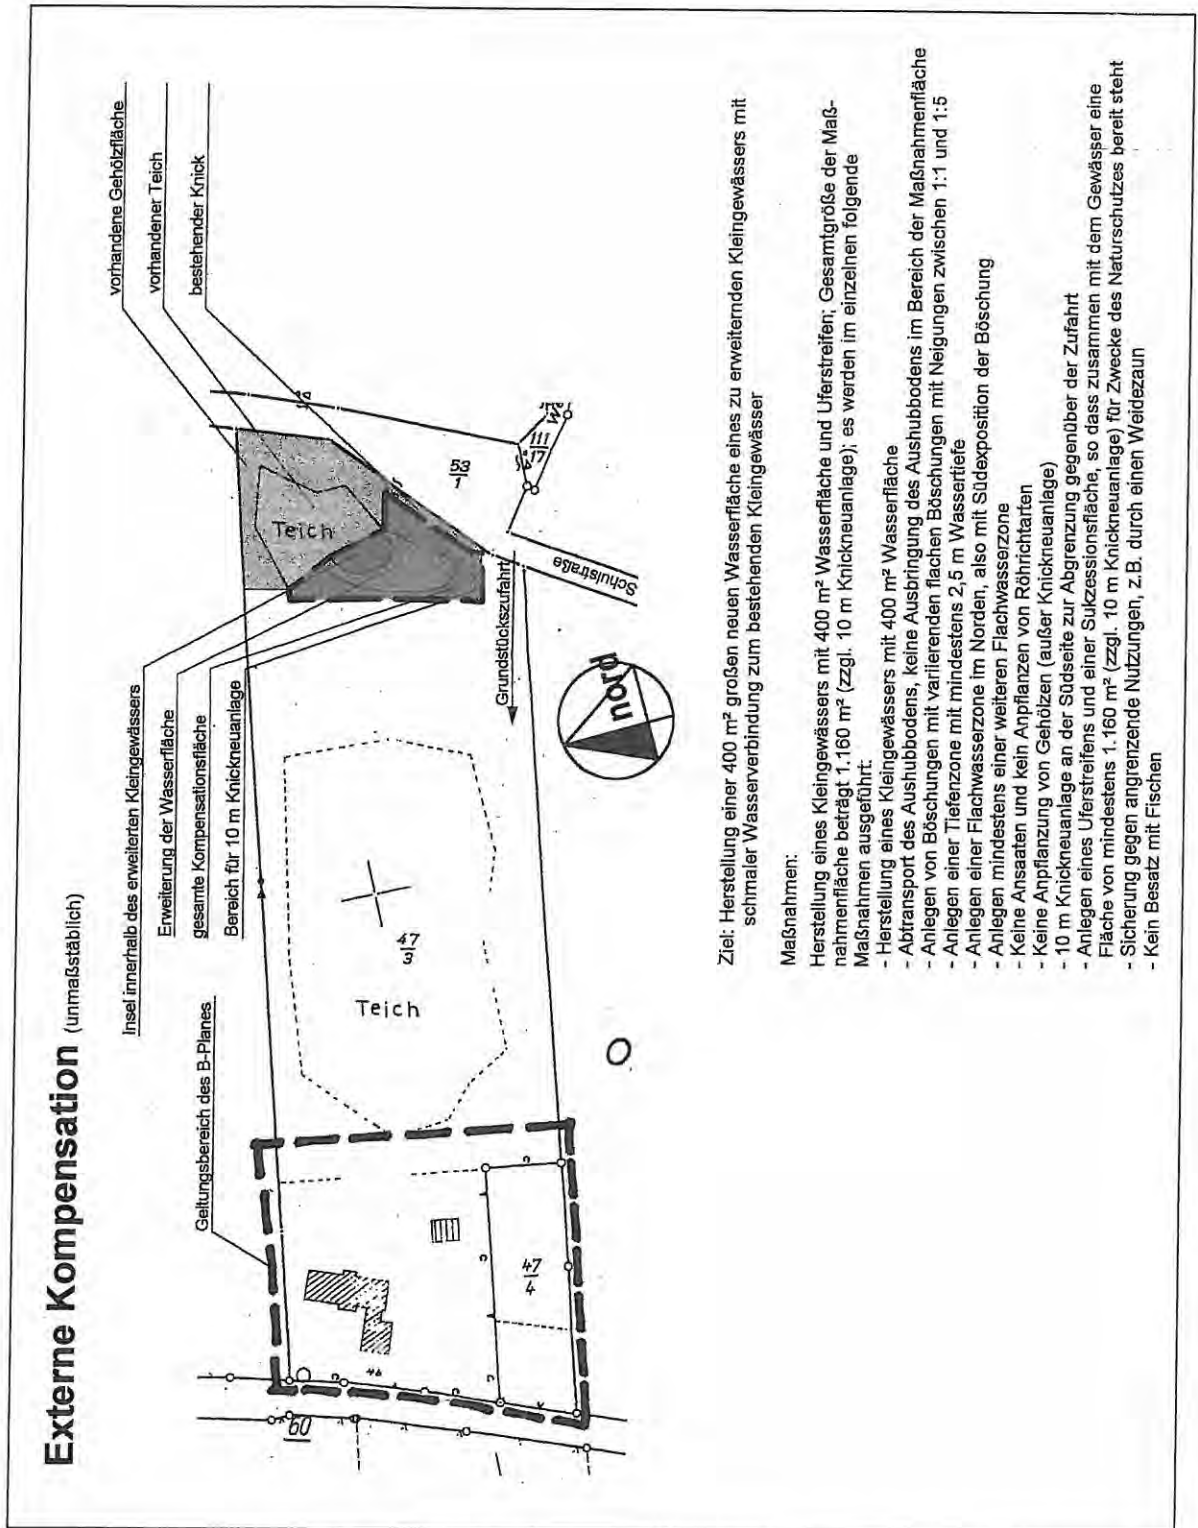 Externe Kompensation (unmaßstäblich)
Geltungsbereich des B-Planes
Insel innerhalb des erweiterten Kleingewässers
Erweiterung der Wasserfläche
gesamte Kompensationsfläche
Bereich für 10 m Knickneuanlage
vorhandene Gehölzfläche
vorhandener Teich
bestehender Knick
60
47
4
47
3
Teich
Teich
53
1
111
17
Grundstückszufahrt
Schulstraße
nord
Ziel: Herstellung einer 400 m² großen neuen Wasserfläche eines zu erweiternden Kleingewässers mit
schmaler Wasserverbindung zum bestehenden Kleingewässer
Maßnahmen:
Herstellung eines Kleingewässers mit 400 m² Wasserfläche und Uferstreifen; Gesamtgröße der Maß-
nahmenfläche beträgt 1.160 m² (zzgl. 10 m Knickneuanlage); es werden im einzelnen folgende
Maßnahmen ausgeführt:
- Herstellung eines Kleingewässers mit 400 m² Wasserfläche
- Abtransport des Aushubbodens, keine Ausbringung des Aushubbodens im Bereich der Maßnahmenfläche
- Anlegen von Böschungen mit variierenden flachen Böschungen mit Neigungen zwischen 1:1 und 1:5
- Anlegen einer Tiefenzone mit mindestens 2,5 m Wassertiefe
- Anlegen einer Flachwasserzone im Norden, also mit Südexposition der Böschung
- Anlegen mindestens einer weiteren Flachwasserzone
- Keine Ansaaten und kein Anpflanzen von Röhrichtarten
- Keine Anpflanzung von Gehölzen (außer Knickneuanlage)
- 10 m Knickneuanlage an der Südseite zur Abgrenzung gegenüber der Zufahrt
- Anlegen eines Uferstreifens und einer Sukzessionsfläche, so dass zusammen mit dem Gewässer eine
Fläche von mindestens 1.160 m² (zzgl. 10 m Knickneuanlage) für Zwecke des Naturschutzes bereit steht
- Sicherung gegen angrenzende Nutzungen, z.B. durch einen Weidezaun
- Kein Besatz mit Fischen